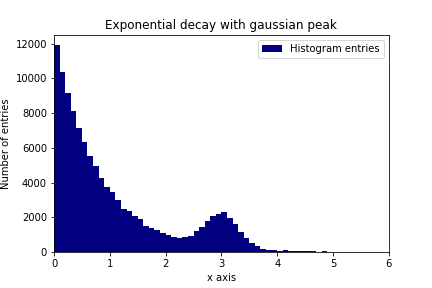 Exponential decay with gaussian peak
Histogram entries
Number of entries
12000
10000
8000
6000
4000
2000
0
0 1 2 3 4 5 6
x axis